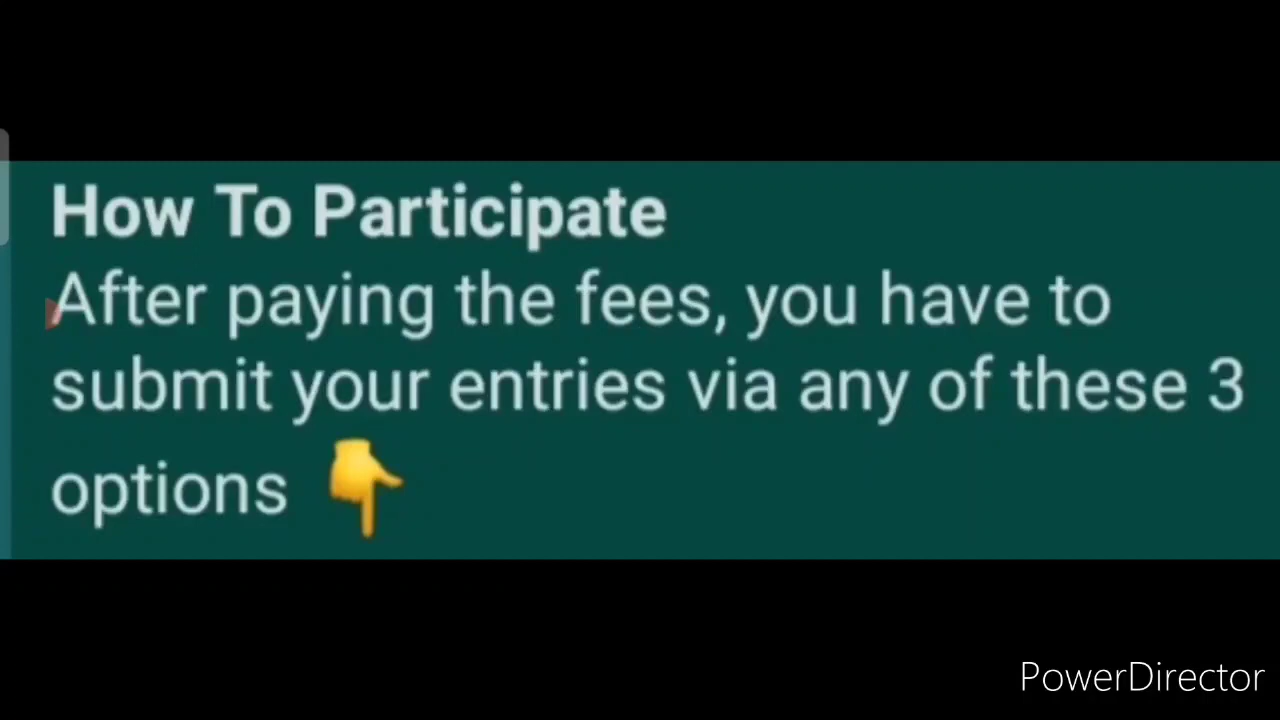 How To Participate
After paying the fees, you have to
submit your entries via any of these 3
options 👇
PowerDirector